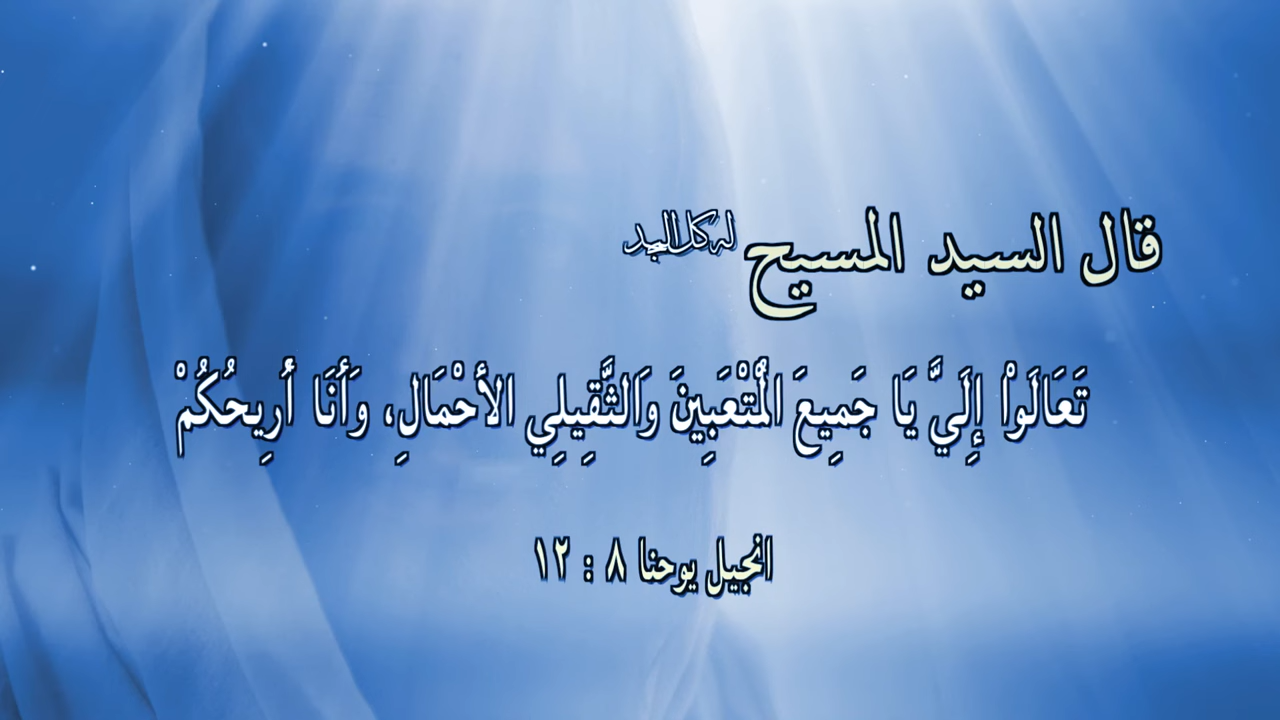 قال السيد المسيح له كل المجد
تَعَالَوْا إِلَيَّ يَا جَمِيعَ الْمُتْعَبِينَ وَالثَّقِيلِي الأَحْمَالِ، وَأَنَا أُرِيحُكُمْ
انجيل يوحنا ٨ : ١٢